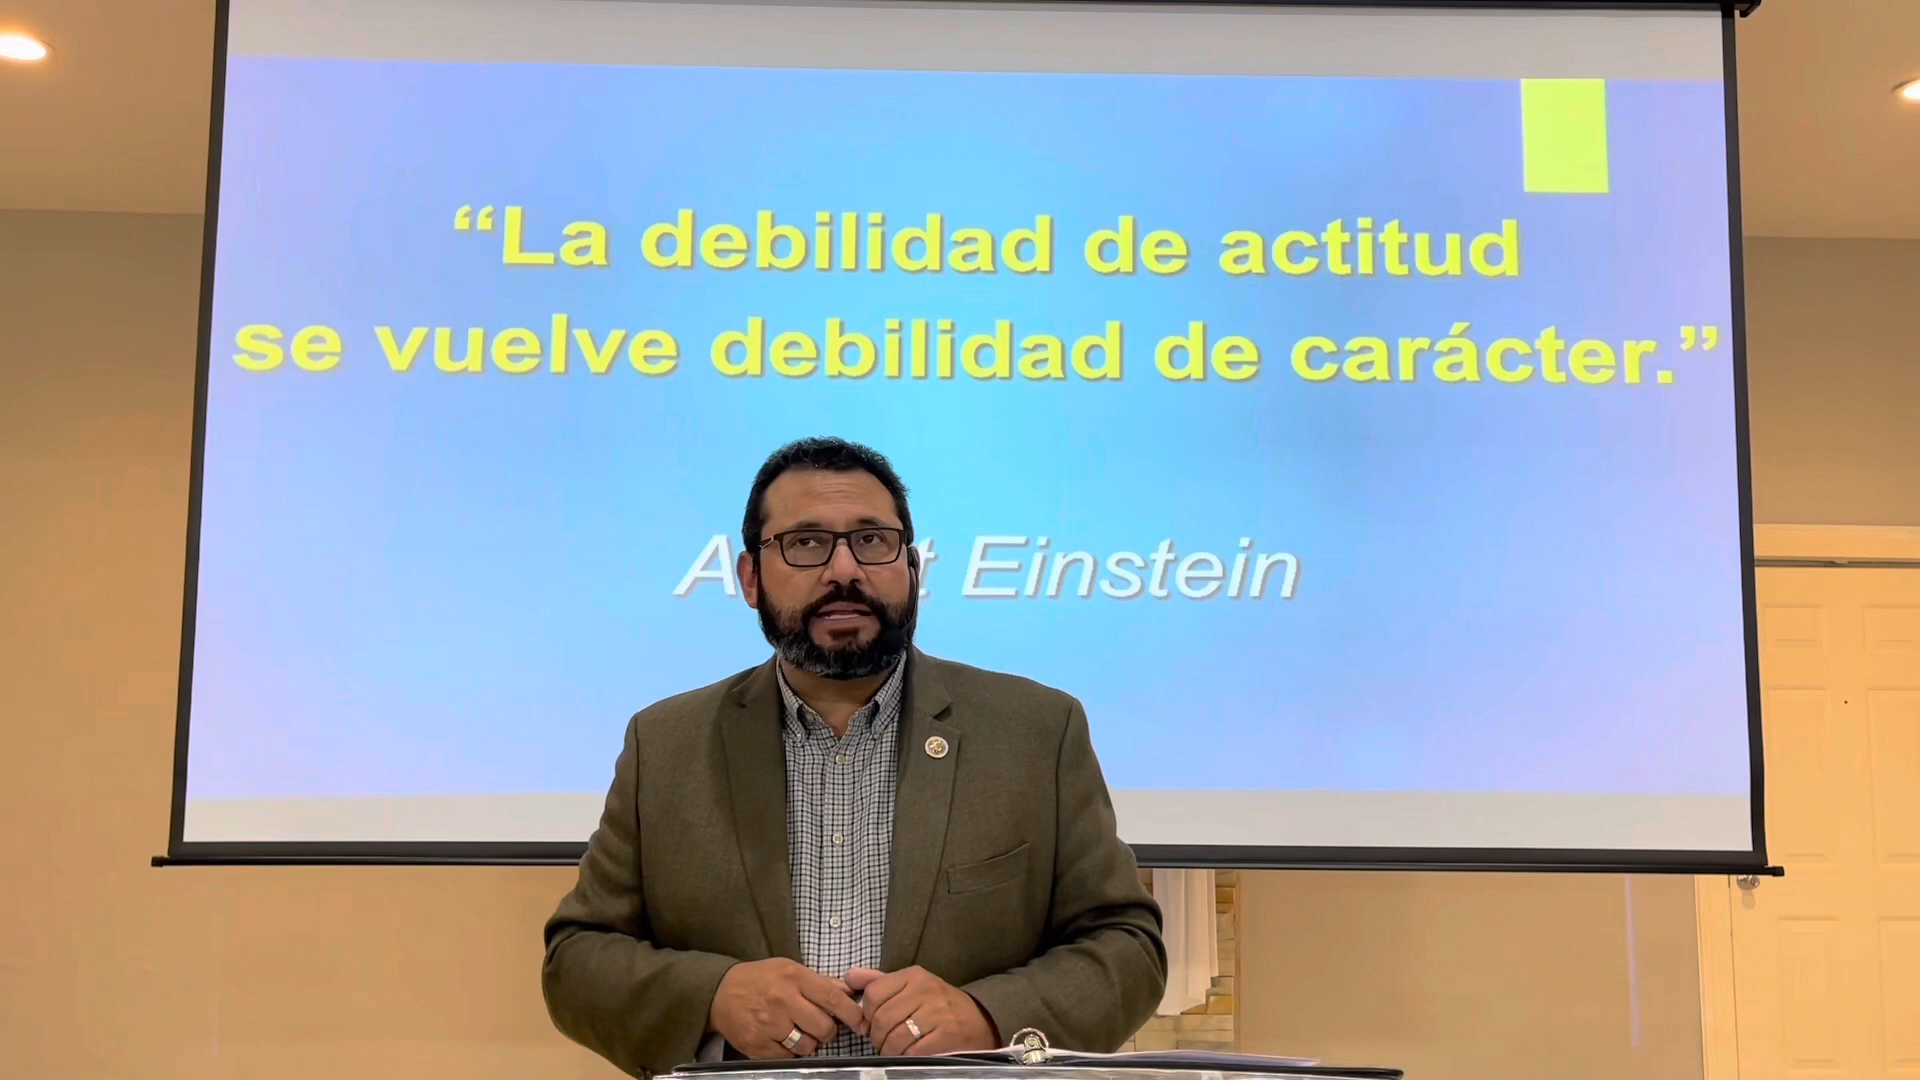 “La debilidad de actitud
se vuelve debilidad de carácter.”
Einstein